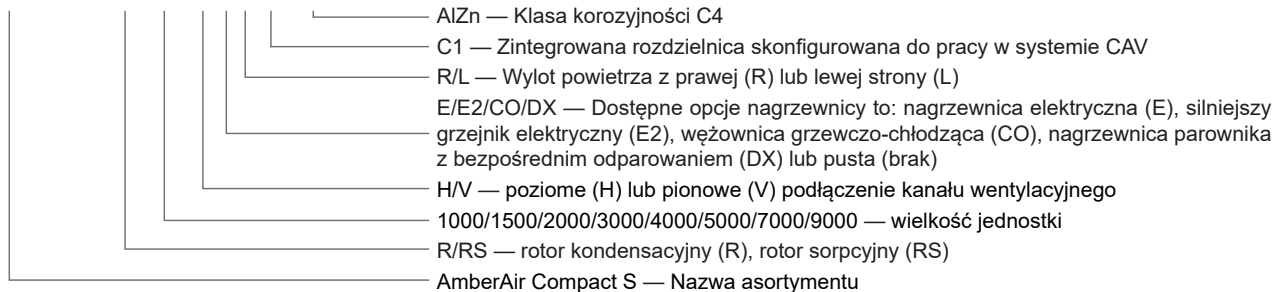 AlZn — Klasa korozyjności C4
C1 — Zintegrowana rozdzielnica skonfigurowana do pracy w systemie CAV
R/L — Wylot powietrza z prawej (R) lub lewej strony (L)
E/E2/CO/DX — Dostępne opcje nagrzewnicy to: nagrzewnica elektryczna (E), silniejszy
grzejnik elektryczny (E2), wężownica grzewczo-chłodząca (CO), nagrzewnica parownika
z bezpośrednim odparowaniem (DX) lub pusta (brak)
H/V — poziome (H) lub pionowe (V) podłączenie kanału wentylacyjnego
1000/1500/2000/3000/4000/5000/7000/9000 — wielkość jednostki
R/RS — rotor kondensacyjny (R), rotor sorpcyjny (RS)
AmberAir Compact S — Nazwa asortymentu